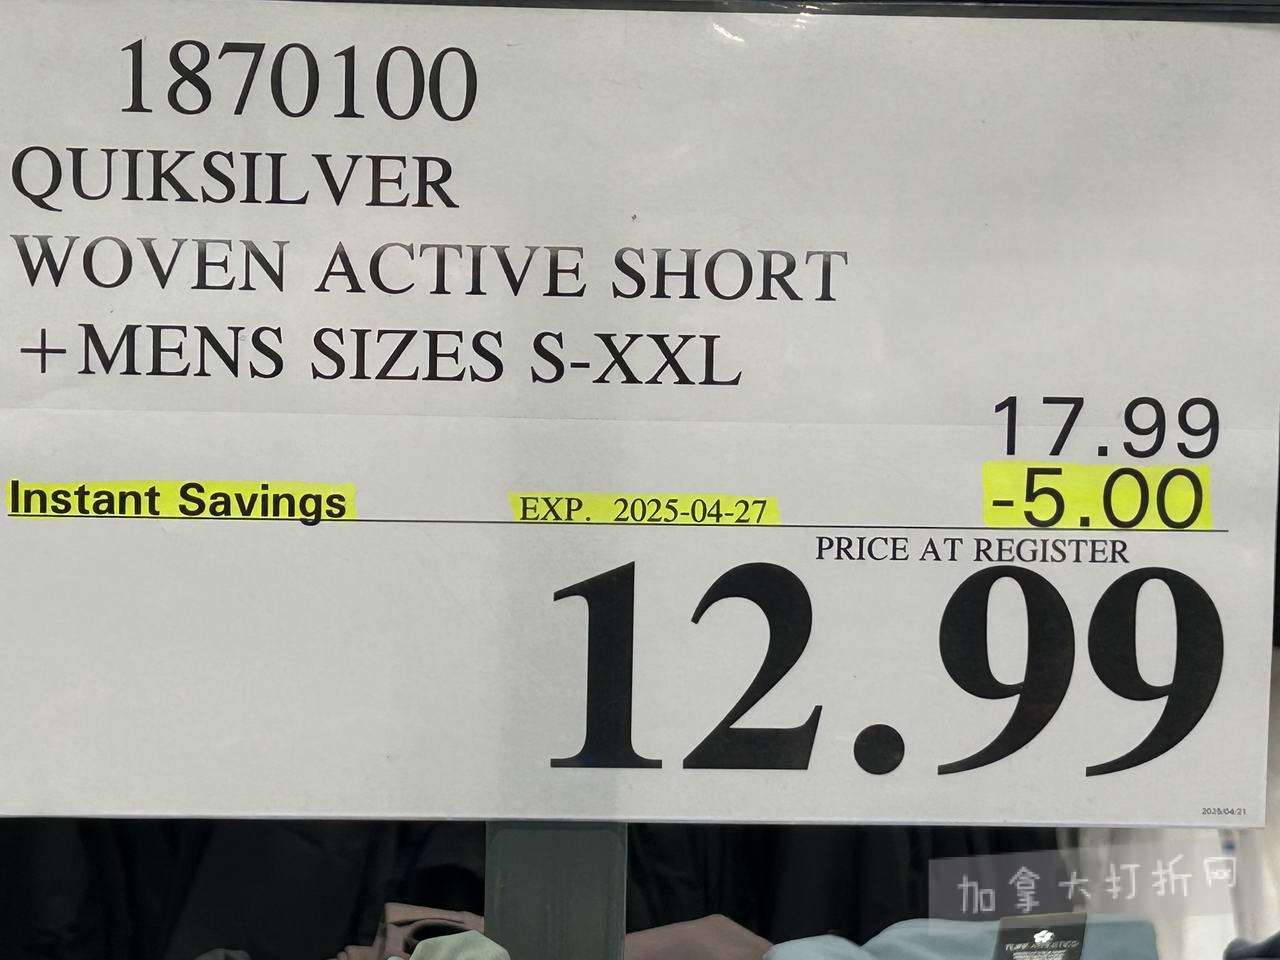 1870100
QUIKSILVER
WOVEN ACTIVE SHORT
+MENS SIZES S-XXL
17.99
Instant Savings EXP. 2025-04-27 -5.00
PRICE AT REGISTER
12.99
2025/04/21
加拿大打折网